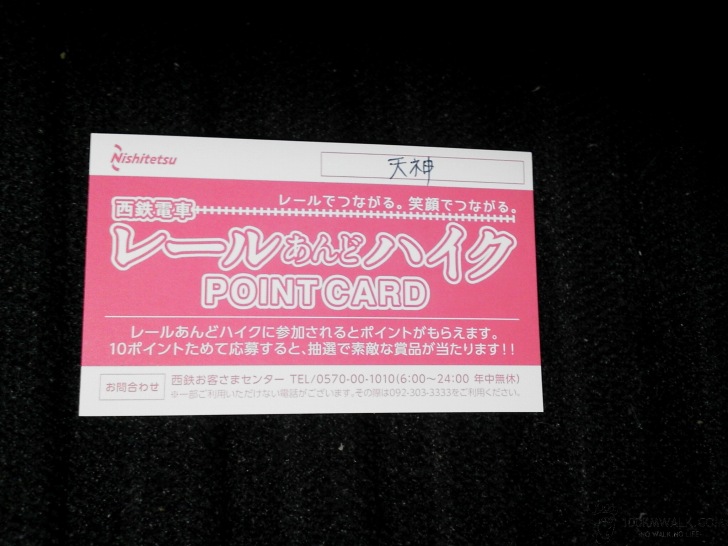 Nishitetsu
天神
レールでつながる。笑顔でつながる。
西鉄電車
レールあんどハイク
POINT CARD
レールあんどハイクに参加されるとポイントがもらえます。
10ポイントためて応募すると、抽選で素敵な賞品が当たります!!
お問合わせ
西鉄お客さまセンター TEL/0570-00-1010(6:00〜24:00 年中無休)
※一部ご利用いただけない電話がございます。その際は092-303-3333をご利用ください。
NO WALK, NO LIFE